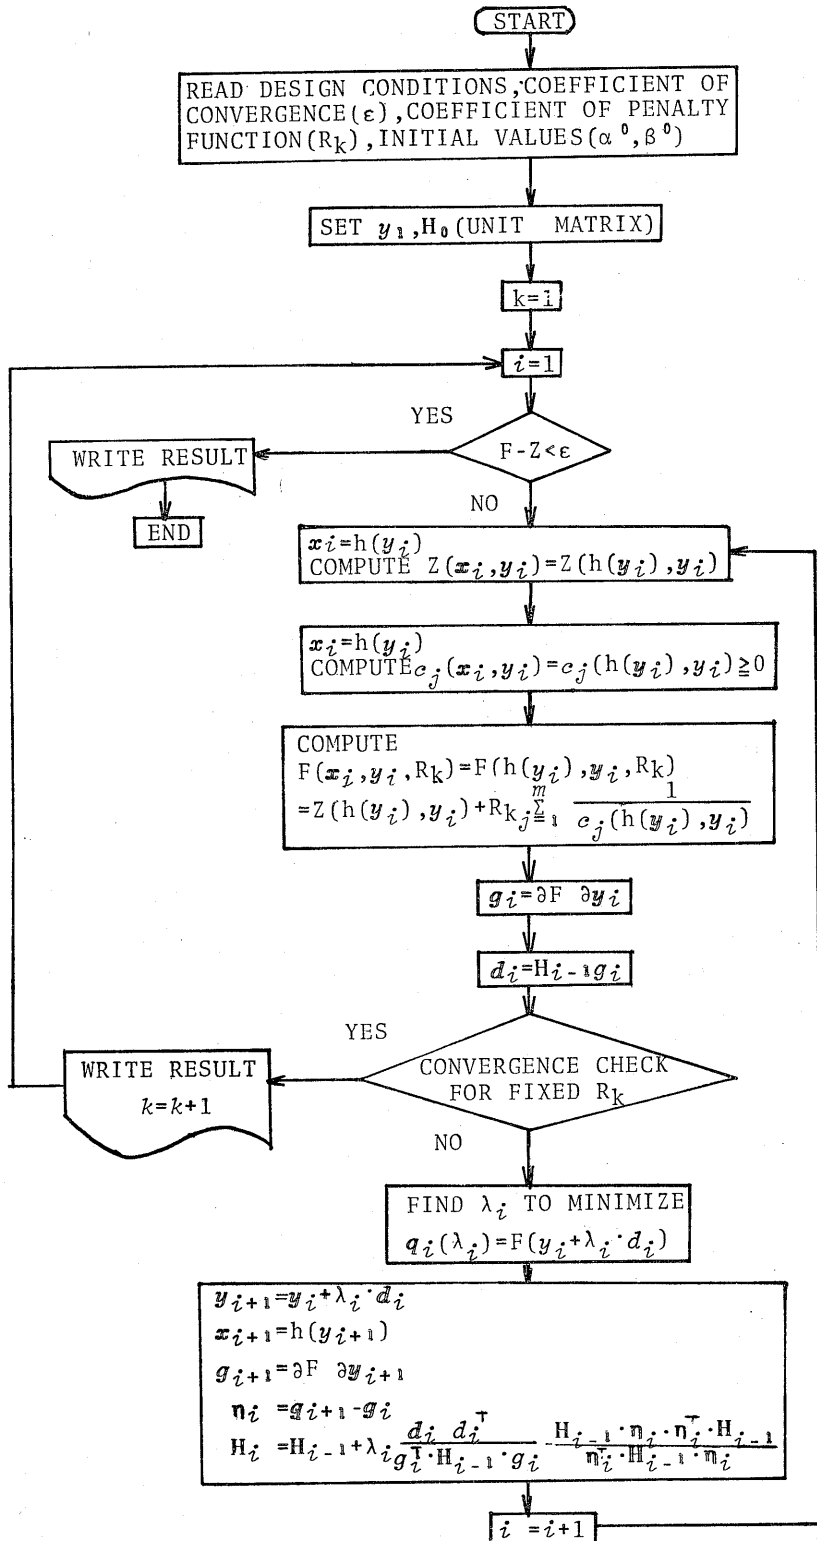 START
READ DESIGN CONDITIONS,COEFFICIENT OF
CONVERGENCE(ε),COEFFICIENT OF PENALTY
FUNCTION(Rk),INITIAL VALUES(α⁰,β⁰)
SET y₁,H₀(UNIT MATRIX)
k=1
i=1
YES
F-Z<ε
WRITE RESULT
NO
END
xᵢ=h(yᵢ)
COMPUTE Z(xᵢ,yᵢ)=Z(h(yᵢ),yᵢ)
xᵢ=h(yᵢ)
COMPUTEcⱼ(xᵢ,yᵢ)=cⱼ(h(yᵢ),yᵢ)≧0
COMPUTE
F(xᵢ,yᵢ,Rk)=F(h(yᵢ),yᵢ,Rk)
=Z(h(yᵢ),yᵢ)+Rk Σ_{j=1}^{m} 1/cⱼ(h(yᵢ),yᵢ)
gᵢ=∂F ∂yᵢ
dᵢ=Hᵢ₋₁gᵢ
YES
CONVERGENCE CHECK
FOR FIXED Rk
WRITE RESULT
k=k+1
NO
FIND λᵢ TO MINIMIZE
qᵢ(λᵢ)=F(yᵢ+λᵢ·dᵢ)
yᵢ₊₁=yᵢ+λᵢ·dᵢ
xᵢ₊₁=h(yᵢ₊₁)
gᵢ₊₁=∂F ∂yᵢ₊₁
ηᵢ =gᵢ₊₁-gᵢ
Hᵢ =Hᵢ₋₁+λᵢ dᵢ dᵢᵀ/gᵢᵀ·Hᵢ₋₁·gᵢ - Hᵢ₋₁·ηᵢ·ηᵢᵀ·Hᵢ₋₁/ηᵢᵀ·Hᵢ₋₁·ηᵢ
i =i+1